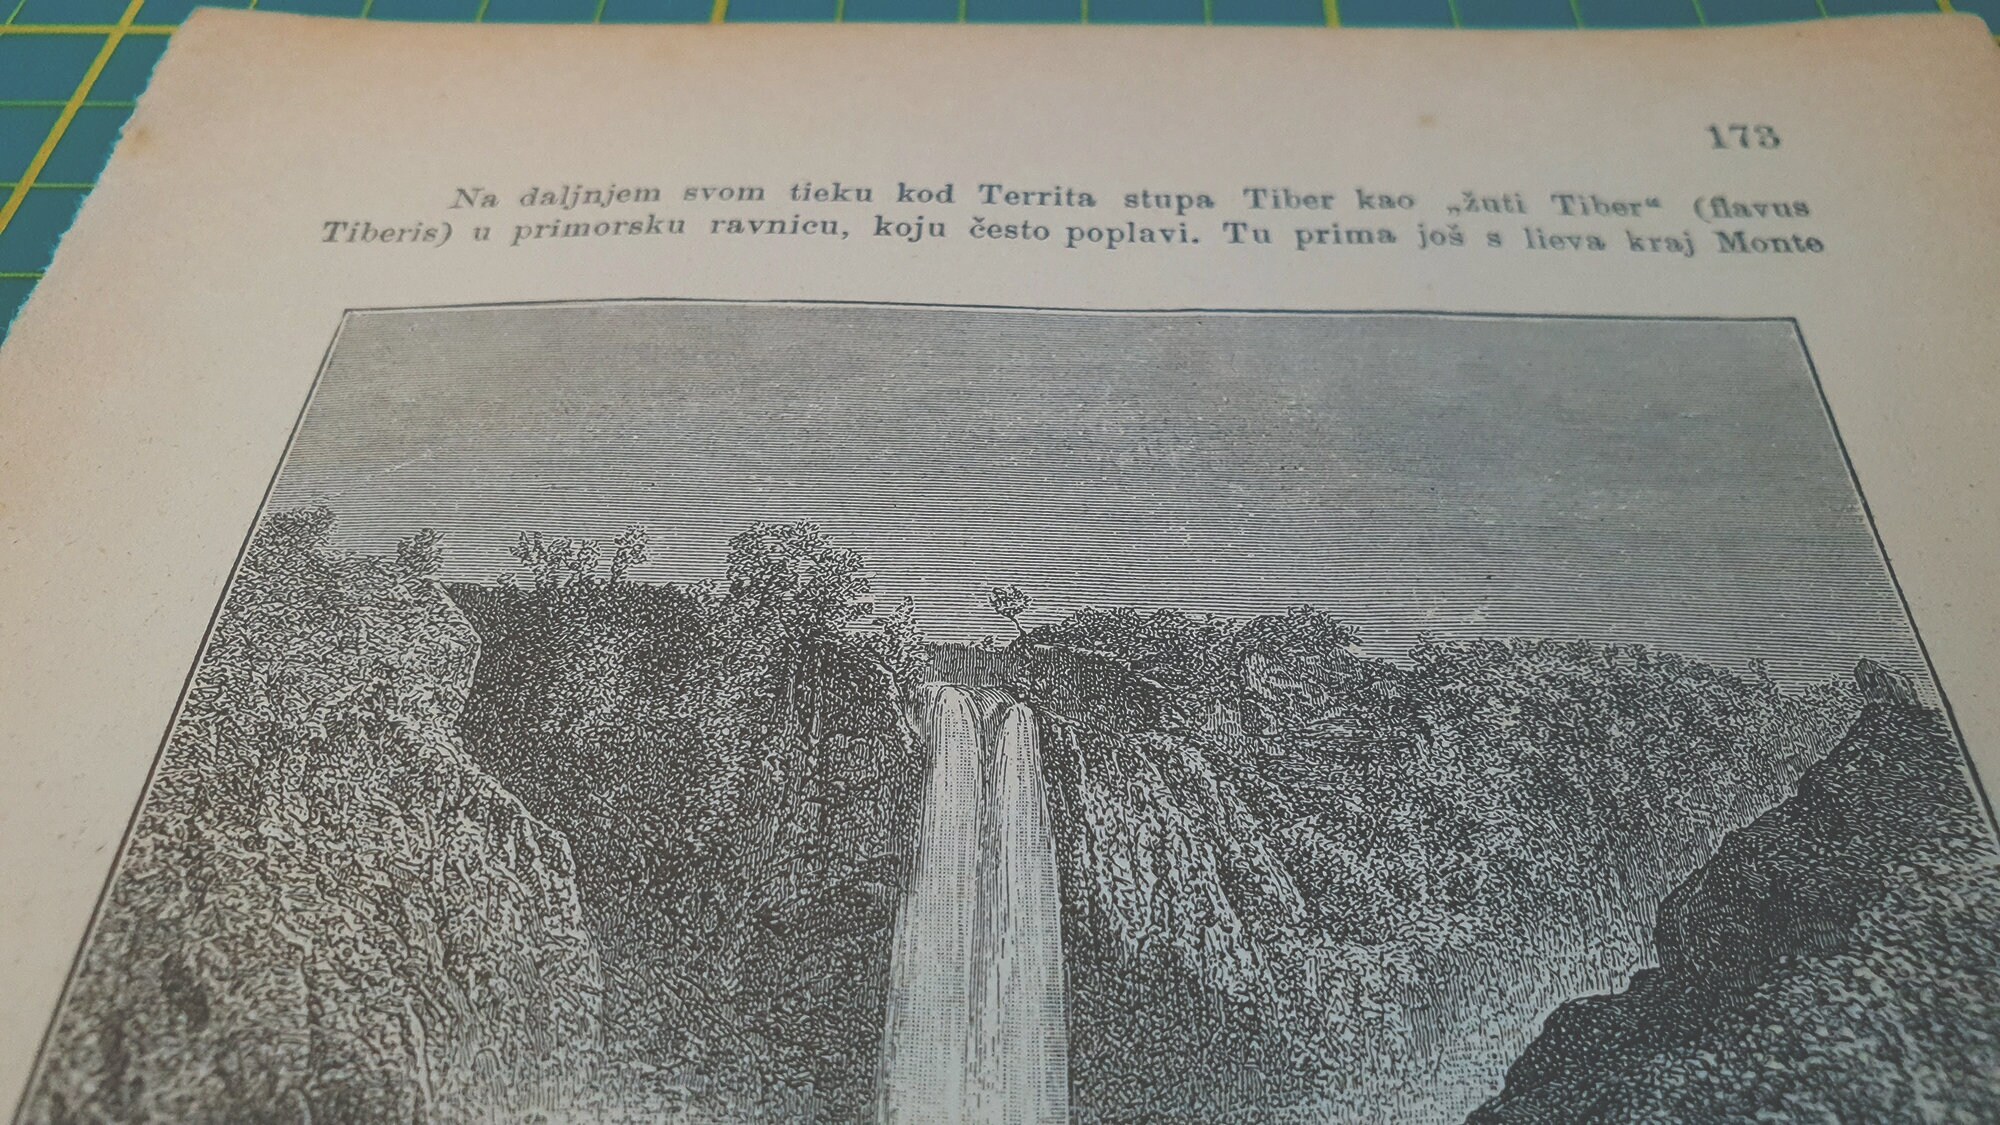 173
Na daljnjem svom tieku kod Territa stupa Tiber kao „žuti Tiber“ (flavus
Tiberis) u primorsku ravnicu, koju često poplavi. Tu prima još s lieva kraj Monte